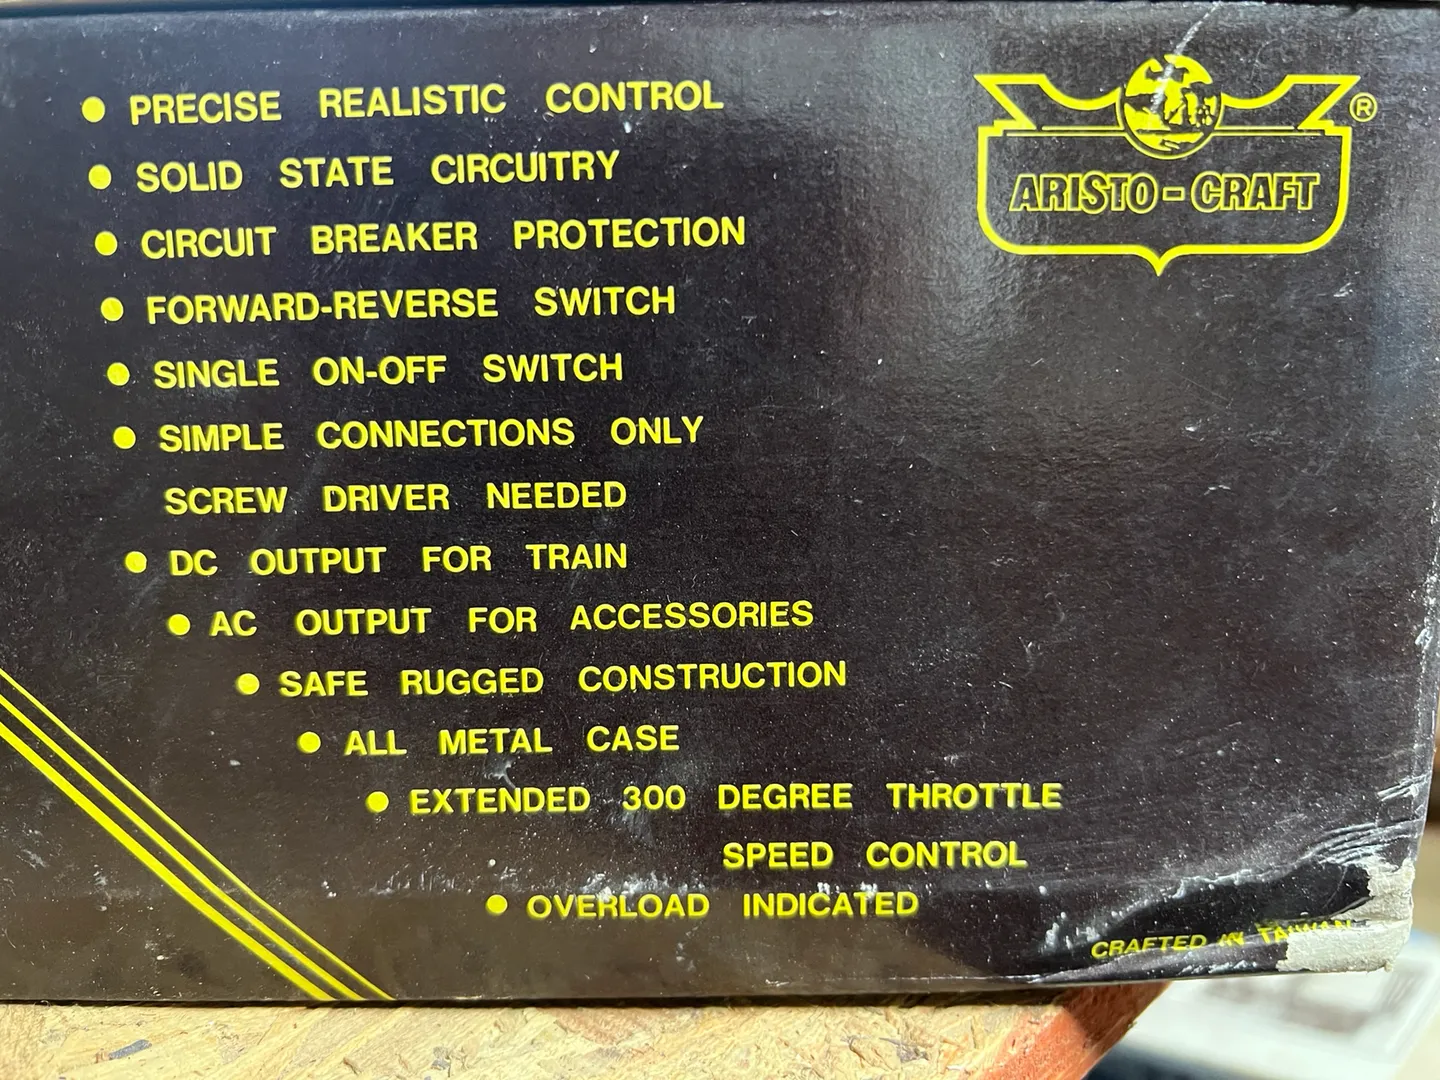 ● PRECISE REALISTIC CONTROL
● SOLID STATE CIRCUITRY
● CIRCUIT BREAKER PROTECTION
● FORWARD-REVERSE SWITCH
● SINGLE ON-OFF SWITCH
● SIMPLE CONNECTIONS ONLY
SCREW DRIVER NEEDED
● DC OUTPUT FOR TRAIN
● AC OUTPUT FOR ACCESSORIES
● SAFE RUGGED CONSTRUCTION
● ALL METAL CASE
● EXTENDED 300 DEGREE THROTTLE
SPEED CONTROL
● OVERLOAD INDICATED
ARISTO-CRAFT ®
CRAFTED IN TAIWAN